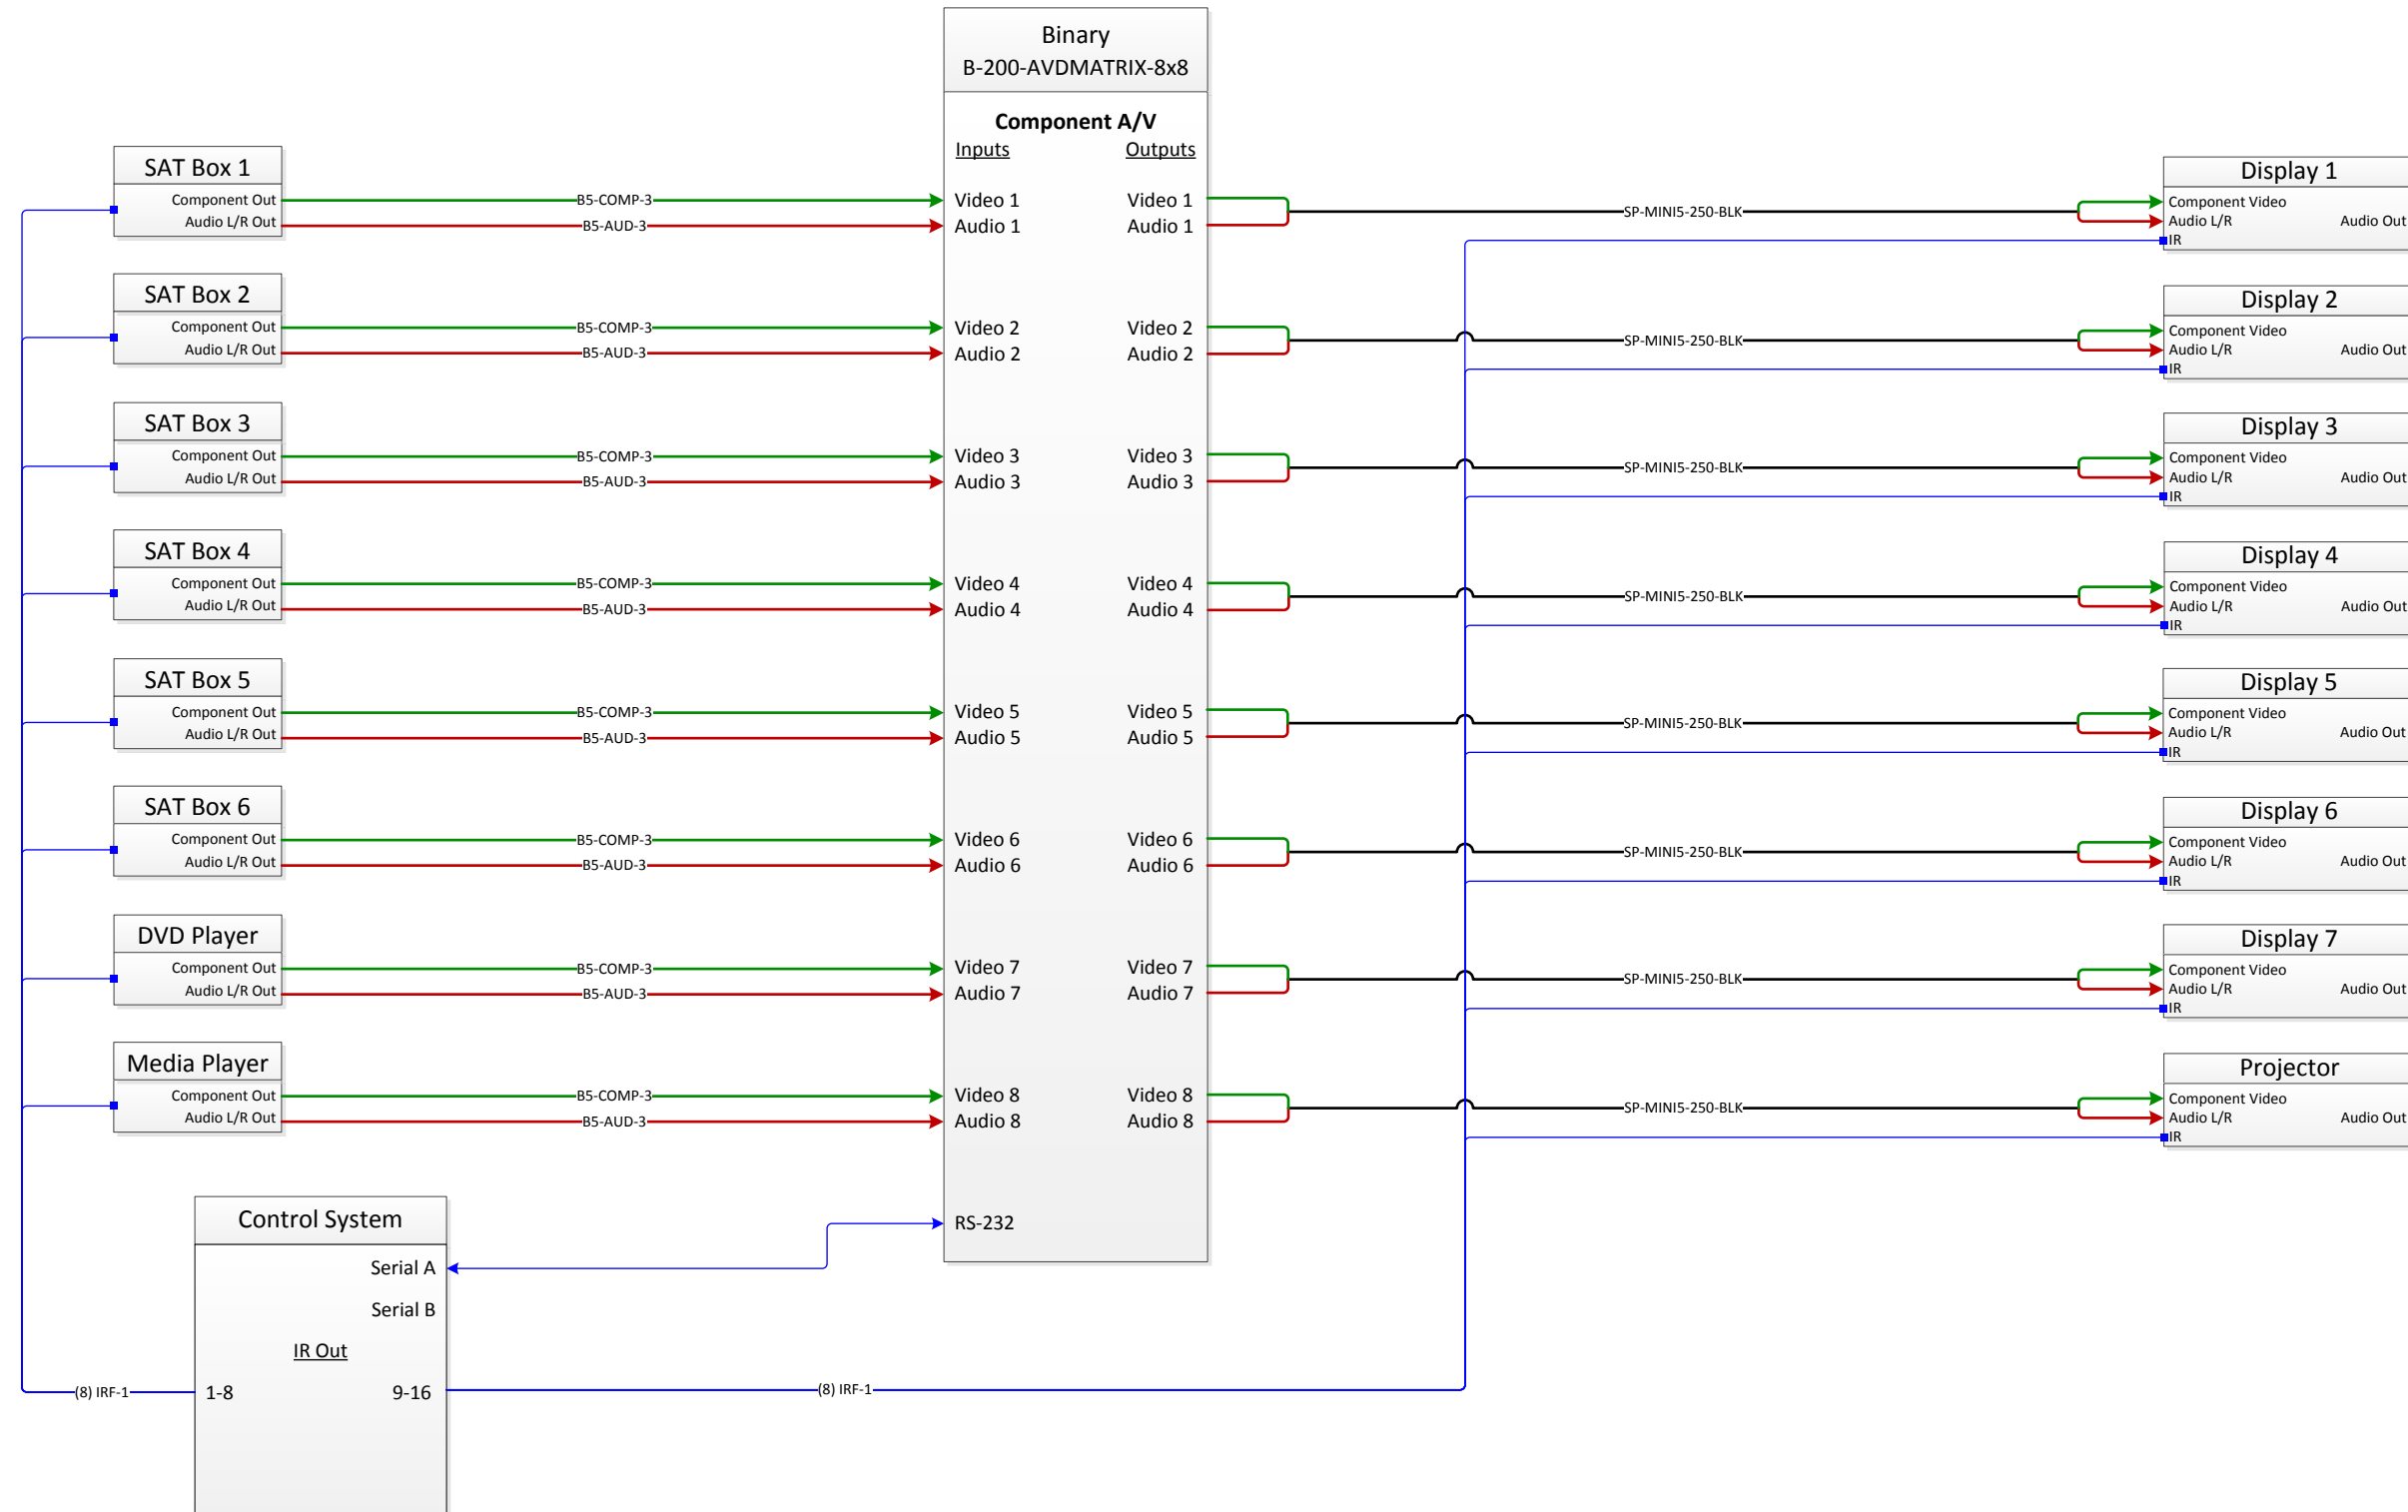 Binary
B-200-AVDMATRIX-8x8
Component A/V
Inputs Outputs
SAT Box 1
Component Out
Audio L/R Out
B5-COMP-3
B5-AUD-3
Video 1 Video 1
Audio 1 Audio 1
SP-MINI5-250-BLK
Display 1
Component Video
Audio L/R Audio Out
IR
SAT Box 2
Component Out
Audio L/R Out
B5-COMP-3
B5-AUD-3
Video 2 Video 2
Audio 2 Audio 2
SP-MINI5-250-BLK
Display 2
Component Video
Audio L/R Audio Out
IR
SAT Box 3
Component Out
Audio L/R Out
B5-COMP-3
B5-AUD-3
Video 3 Video 3
Audio 3 Audio 3
SP-MINI5-250-BLK
Display 3
Component Video
Audio L/R Audio Out
IR
SAT Box 4
Component Out
Audio L/R Out
B5-COMP-3
B5-AUD-3
Video 4 Video 4
Audio 4 Audio 4
SP-MINI5-250-BLK
Display 4
Component Video
Audio L/R Audio Out
IR
SAT Box 5
Component Out
Audio L/R Out
B5-COMP-3
B5-AUD-3
Video 5 Video 5
Audio 5 Audio 5
SP-MINI5-250-BLK
Display 5
Component Video
Audio L/R Audio Out
IR
SAT Box 6
Component Out
Audio L/R Out
B5-COMP-3
B5-AUD-3
Video 6 Video 6
Audio 6 Audio 6
SP-MINI5-250-BLK
Display 6
Component Video
Audio L/R Audio Out
IR
DVD Player
Component Out
Audio L/R Out
B5-COMP-3
B5-AUD-3
Video 7 Video 7
Audio 7 Audio 7
SP-MINI5-250-BLK
Display 7
Component Video
Audio L/R Audio Out
IR
Media Player
Component Out
Audio L/R Out
B5-COMP-3
B5-AUD-3
Video 8 Video 8
Audio 8 Audio 8
SP-MINI5-250-BLK
Projector
Component Video
Audio L/R Audio Out
IR
RS-232
Control System
Serial A
Serial B
IR Out
(8) IRF-1 1-8 9-16 (8) IRF-1